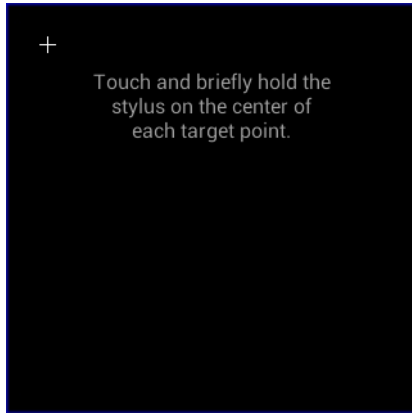 Touch and briefly hold the
stylus on the center of
each target point.